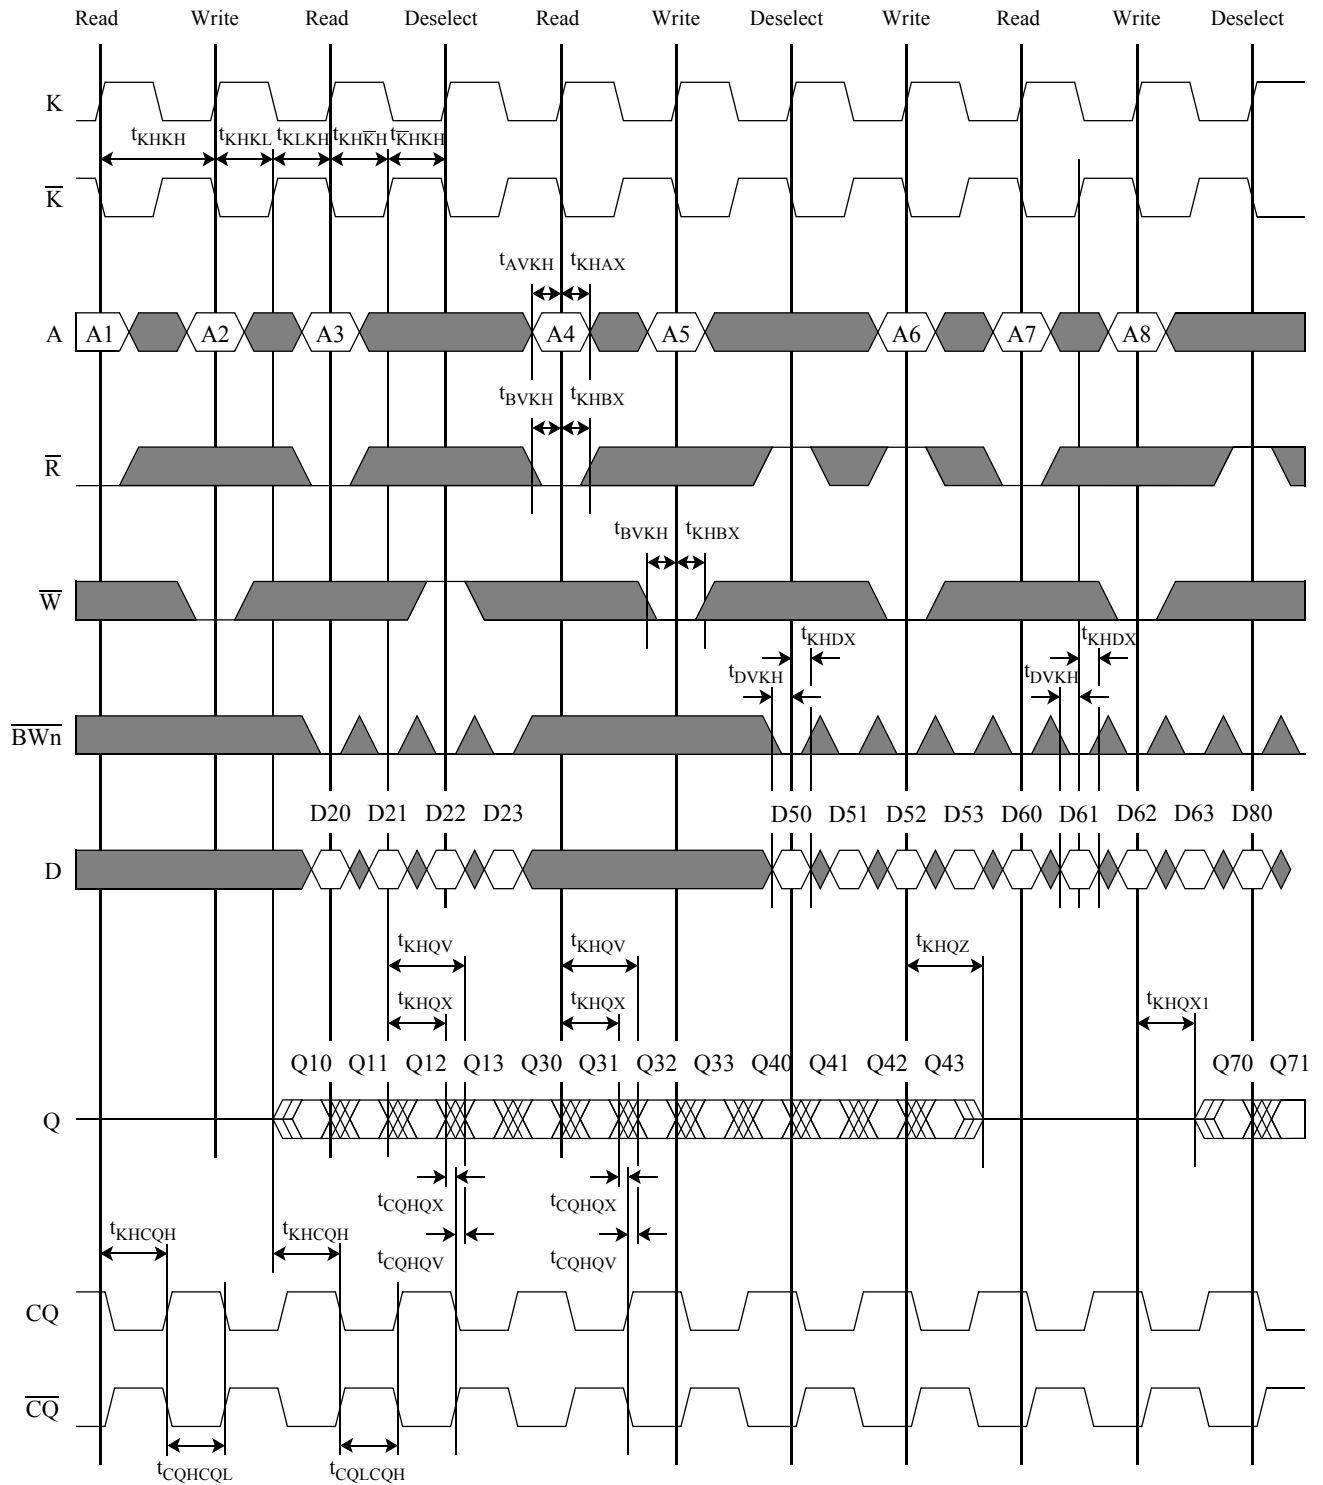 Read Write Read Deselect Read Write Deselect Write Read Write Deselect
K
tKHKH tKHKL tKLKH tKHK̅H tK̅HKH
K̅
tAVKH tKHAX
A A1 A2 A3 A4 A5 A6 A7 A8
tBVKH tKHBX
R̅
tBVKH tKHBX
W̅
tKHDX tKHDX
tDVKH tDVKH
B̅W̅n̅
D20 D21 D22 D23 D50 D51 D52 D53 D60 D61 D62 D63 D80
D
tKHQV tKHQV tKHQZ
tKHQX tKHQX tKHQX1
Q10 Q11 Q12 Q13 Q30 Q31 Q32 Q33 Q40 Q41 Q42 Q43 Q70 Q71
Q
tCQHQX tCQHQX
tKHCQH tKHCQH
tCQHQV tCQHQV
CQ
C̅Q̅
tCQHCQL tCQLCQH